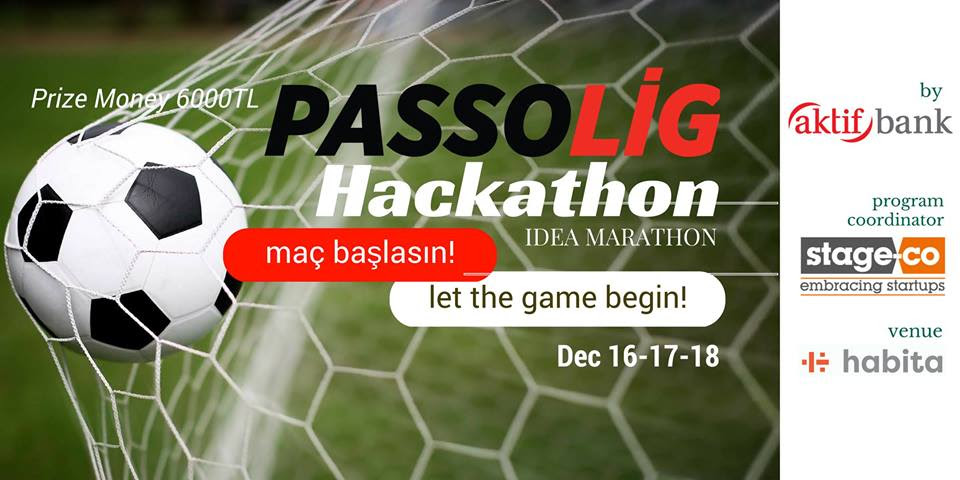 Prize Money 6000TL
PASSOLİG
Hackathon
IDEA MARATHON
maç başlasın!
let the game begin!
Dec 16-17-18
by
aktif bank
program
coordinator
stage-co
embracing startups
venue
habita